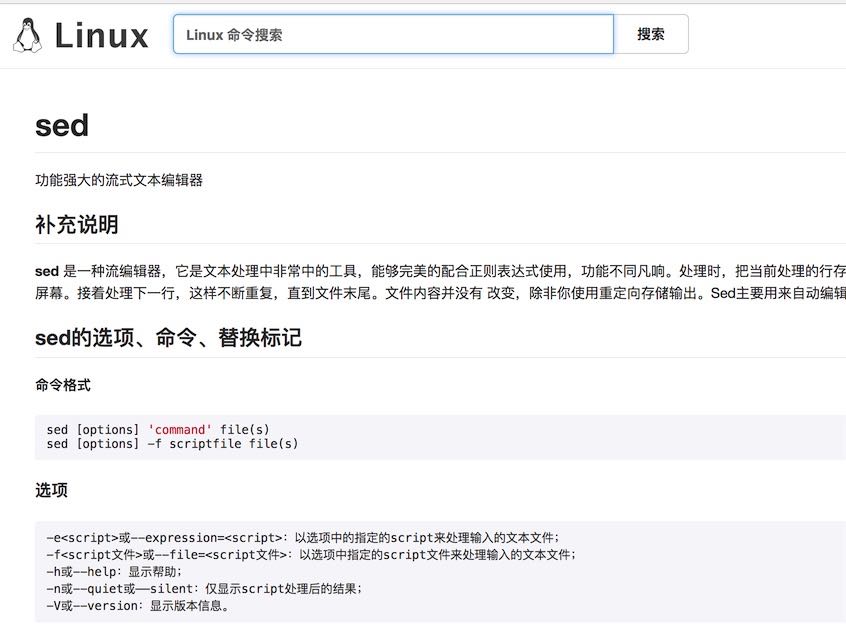 Linux
Linux 命令搜索
搜索
sed
功能强大的流式文本编辑器
补充说明
sed 是一种流编辑器，它是文本处理中非常中的工具，能够完美的配合正则表达式使用，功能不同凡响。处理时，把当前处理的行存
屏幕。接着处理下一行，这样不断重复，直到文件末尾。文件内容并没有 改变，除非你使用重定向存储输出。Sed主要用来自动编辑
sed的选项、命令、替换标记
命令格式
sed [options] 'command' file(s)
sed [options] -f scriptfile file(s)
选项
-e<script>或--expression=<script>：以选项中的指定的script来处理输入的文本文件；
-f<script文件>或--file=<script文件>：以选项中指定的script文件来处理输入的文本文件；
-h或--help：显示帮助；
-n或--quiet或——silent：仅显示script处理后的结果；
-V或--version：显示版本信息。